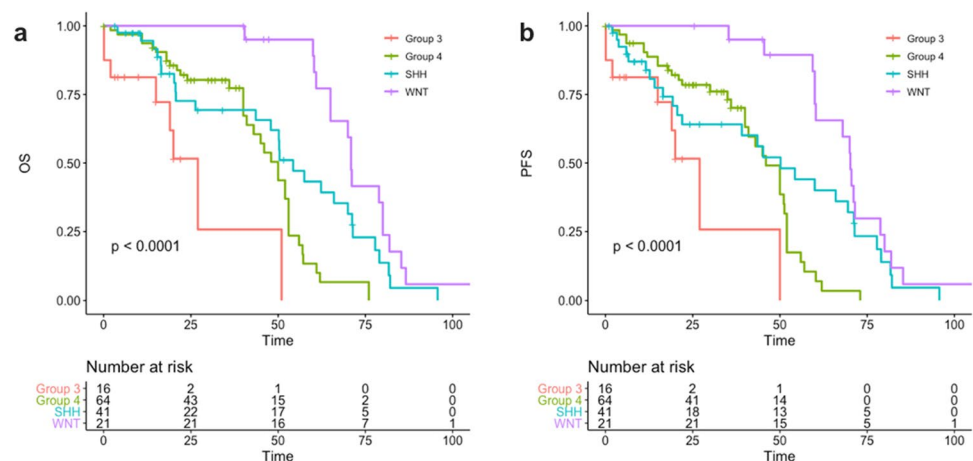 a
1.00
0.75
0.50
0.25
0.00
OS
Group 3
Group 4
SHH
WNT
p < 0.0001
0 25 50 75 100
Time
Number at risk
Group 3 16 2 1 0 0
Group 4 64 43 15 2 0
SHH 41 22 17 5 0
WNT 21 21 16 7 1
0 25 50 75 100
Time
b
1.00
0.75
0.50
0.25
0.00
PFS
Group 3
Group 4
SHH
WNT
p < 0.0001
0 25 50 75 100
Time
Number at risk
Group 3 16 2 1 0 0
Group 4 64 41 14 0 0
SHH 41 18 13 5 0
WNT 21 21 15 5 1
0 25 50 75 100
Time